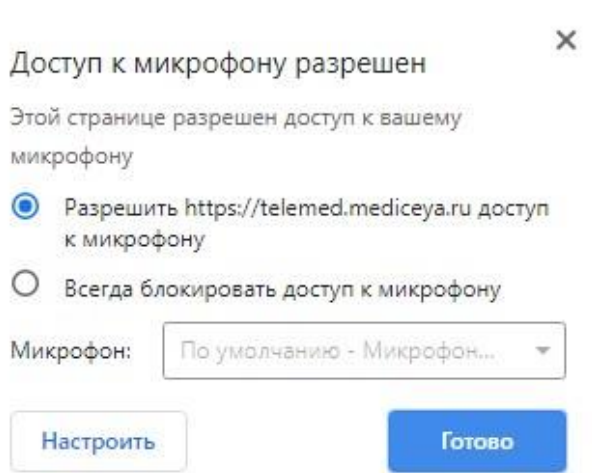 Доступ к микрофону разрешен
Этой странице разрешен доступ к вашему
микрофону
Разрешить https://telemed.mediceya.ru доступ
к микрофону
Всегда блокировать доступ к микрофону
Микрофон: По умолчанию - Микрофон...
Настроить Готово